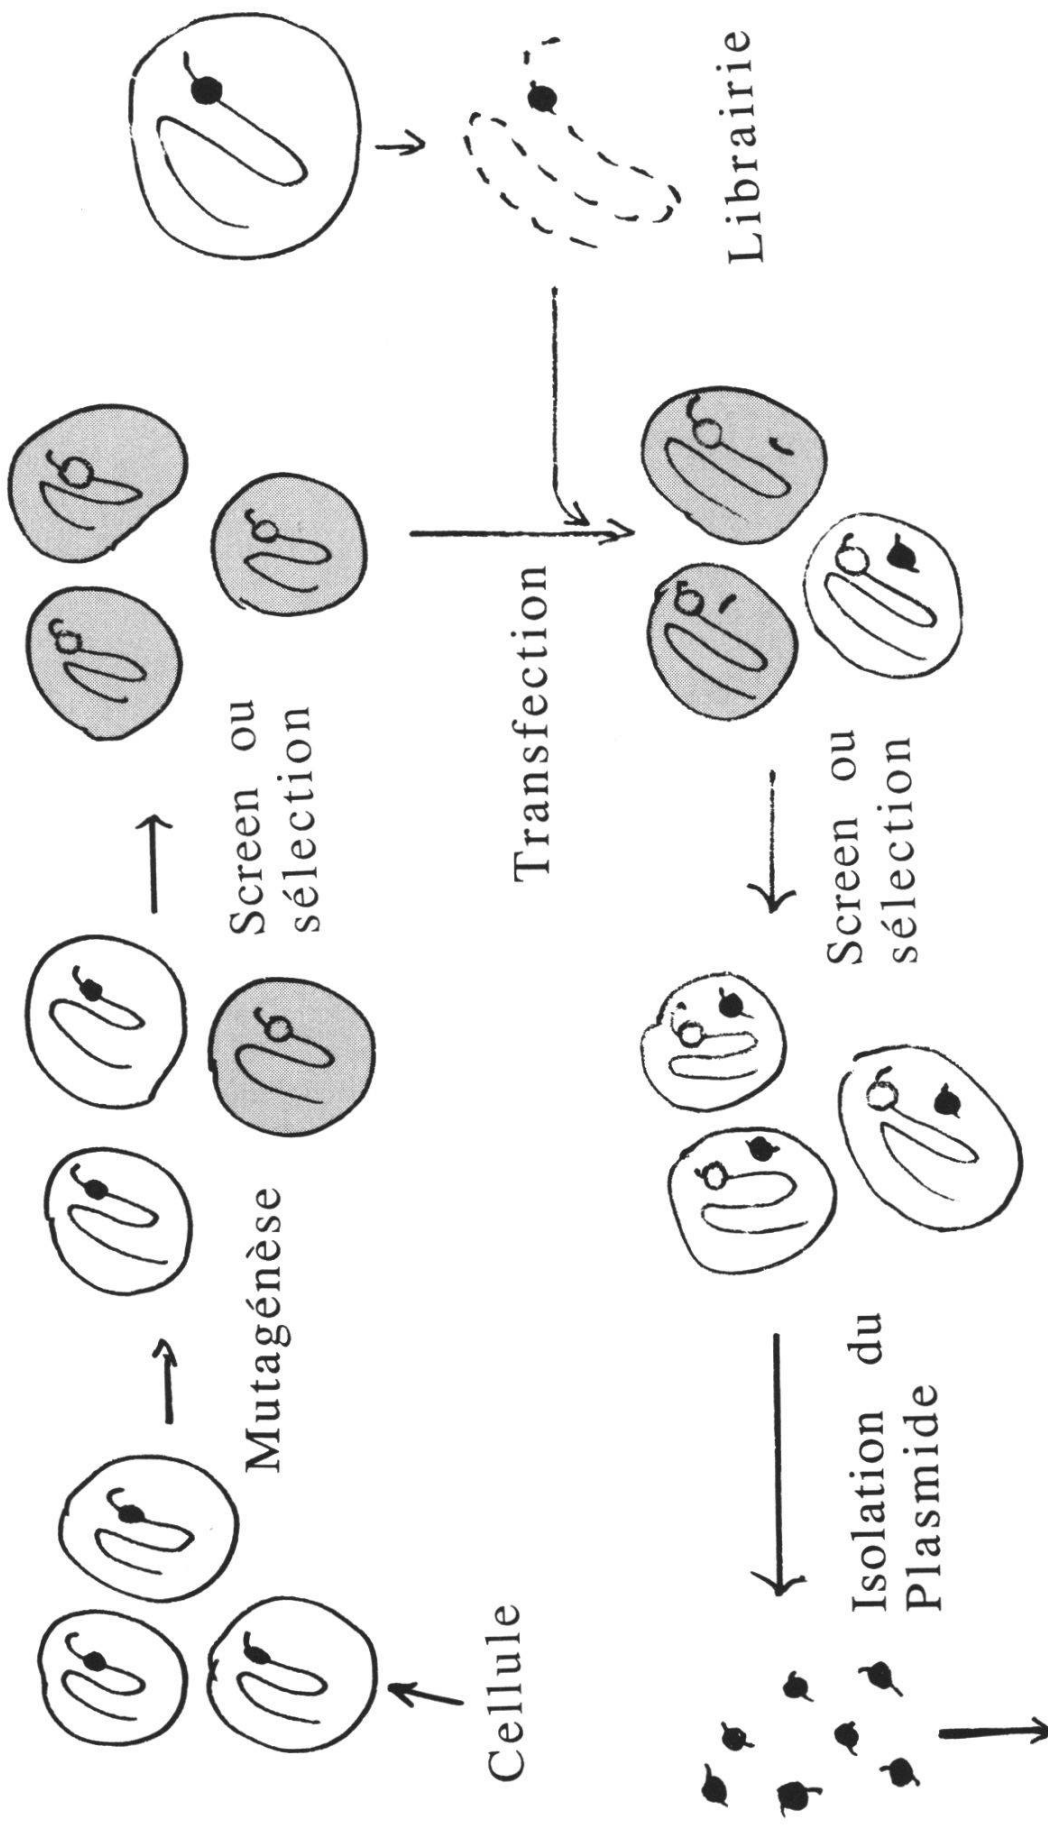 Cellule
Mutagénèse
Screen ou
sélection
Transfection
Librairie
Screen ou
sélection
Isolation du
Plasmide